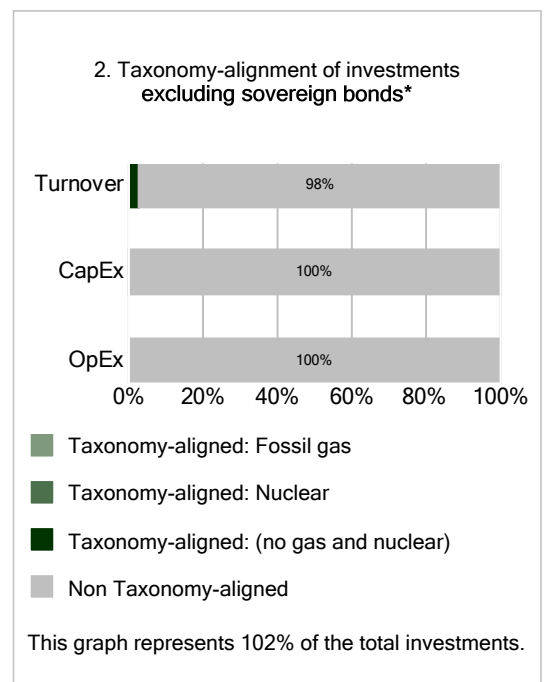 2. Taxonomy-alignment of investments
excluding sovereign bonds*
Turnover
98%
CapEx
100%
OpEx
100%
0% 20% 40% 60% 80% 100%
Taxonomy-aligned: Fossil gas
Taxonomy-aligned: Nuclear
Taxonomy-aligned: (no gas and nuclear)
Non Taxonomy-aligned
This graph represents 102% of the total investments.